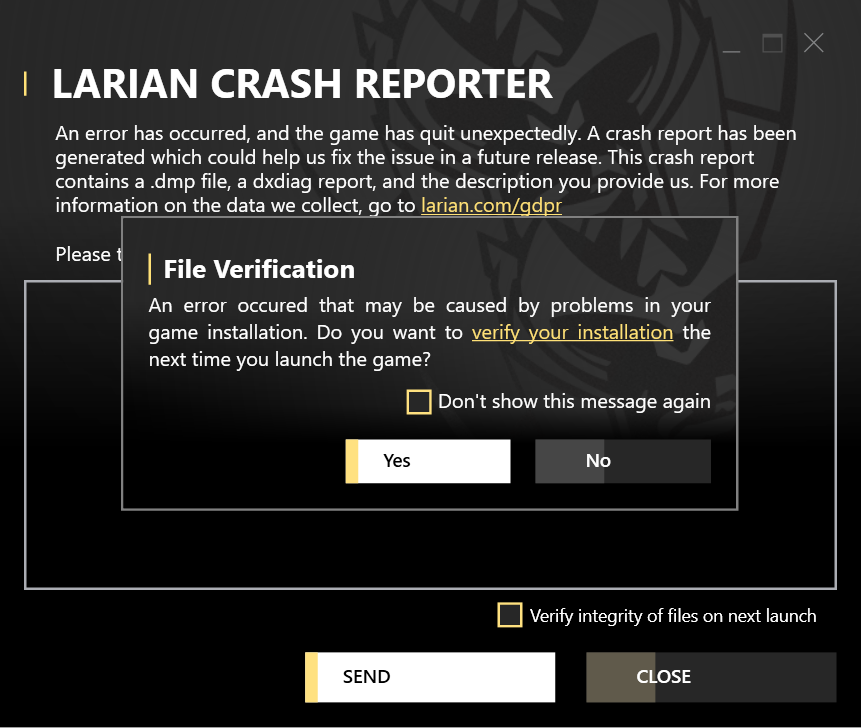 LARIAN CRASH REPORTER
An error has occurred, and the game has quit unexpectedly. A crash report has been
generated which could help us fix the issue in a future release. This crash report
contains a .dmp file, a dxdiag report, and the description you provide us. For more
information on the data we collect, go to larian.com/gdpr
Please
File Verification
An error occured that may be caused by problems in your
game installation. Do you want to verify your installation the
next time you launch the game?
Don't show this message again
Yes
No
Verify integrity of files on next launch
SEND
CLOSE